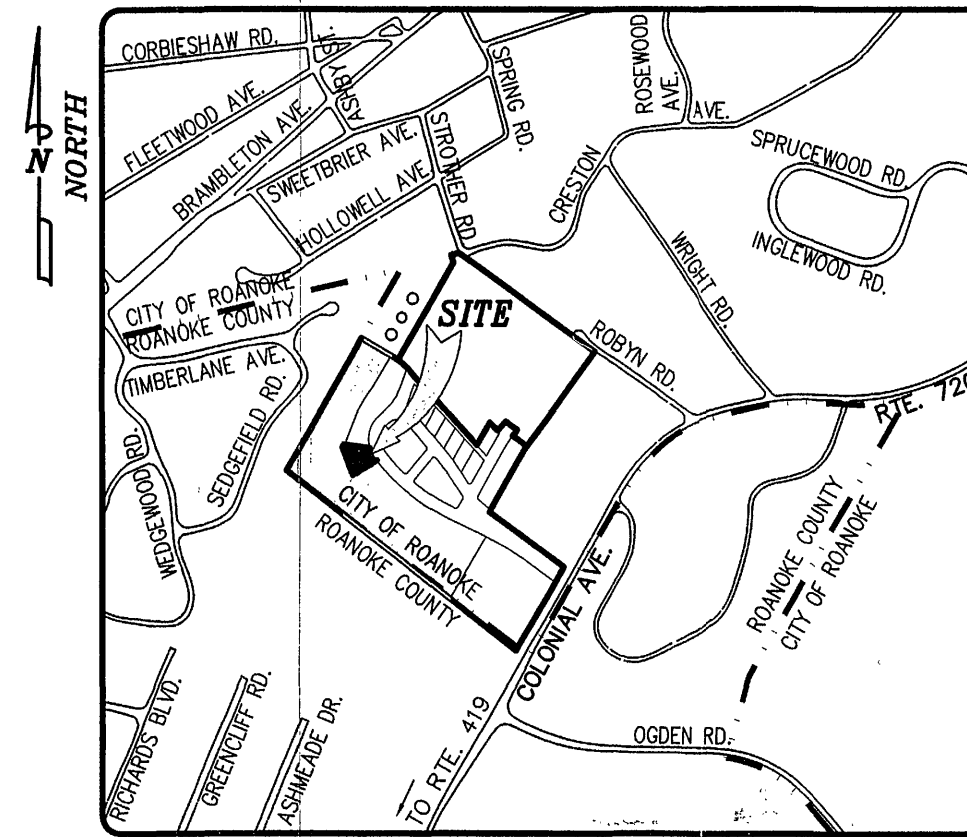 N
NORTH
CORBIESHAW RD.
ASHBY ST.
FLEETWOOD AVE.
BRAMBLETON AVE.
SWEETBRIER AVE.
HOLLOWELL AVE.
STROTHER RD.
SPRING RD.
ROSEWOOD
AVE.
CRESTON
AVE.
SPRUCEWOOD RD.
INGLEWOOD RD.
WRIGHT RD.
CITY OF ROANOKE
ROANOKE COUNTY
TIMBERLANE AVE.
SITE
ROBYN RD.
SEDGEFIELD RD.
WEDGEWOOD RD.
CITY OF ROANOKE
ROANOKE COUNTY
COLONIAL AVE.
RTE. 720
ROANOKE COUNTY
CITY OF ROANOKE
RICHARDS BLVD.
GREENCLIFF RD.
ASHMEADE DR.
TO RTE. 419
OGDEN RD.